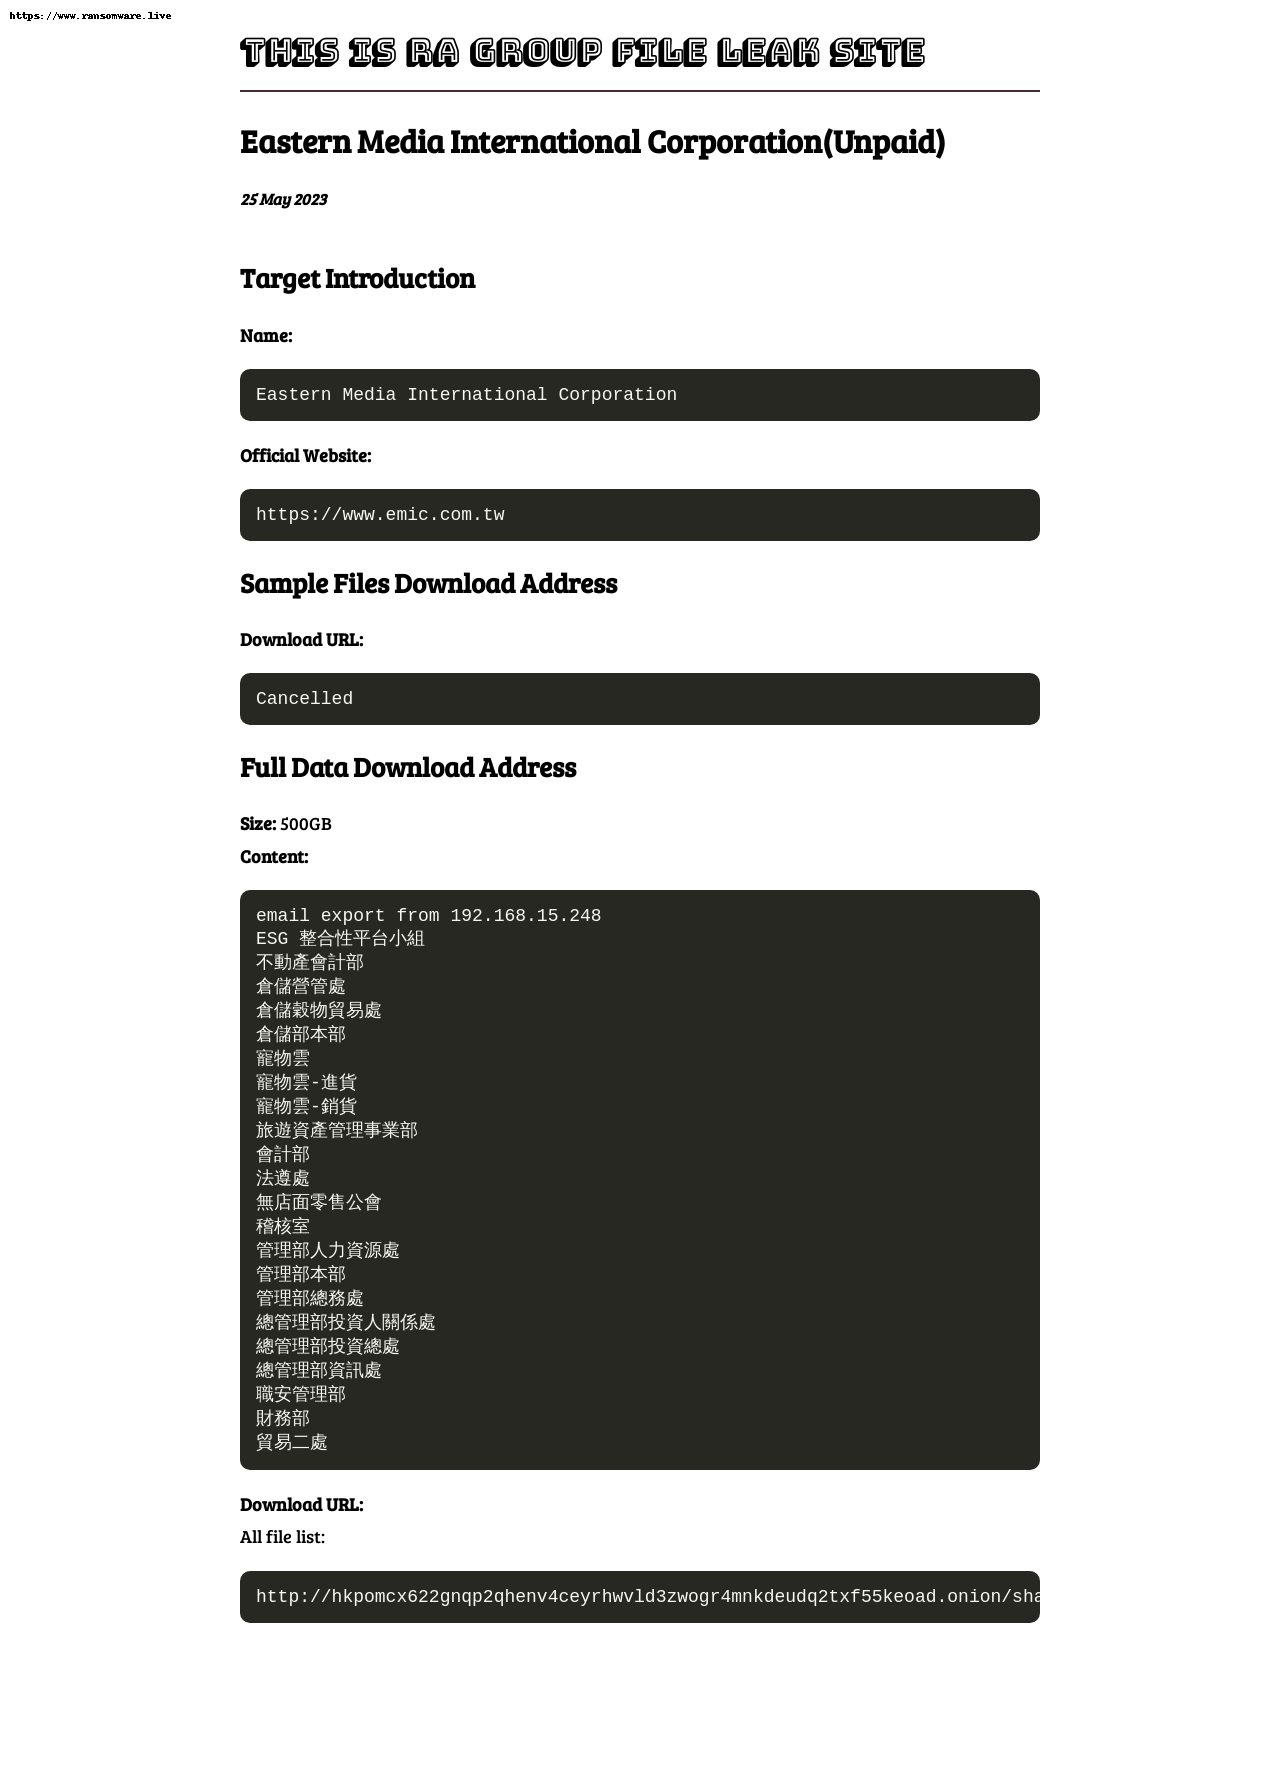 https://www.ransomware.live
THIS IS RA GROUP FILE LEAK SITE
Eastern Media International Corporation(Unpaid)
25 May 2023
Target Introduction
Name:
Eastern Media International Corporation
Official Website:
https://www.emic.com.tw
Sample Files Download Address
Download URL:
Cancelled
Full Data Download Address
Size: 500GB
Content:
email export from 192.168.15.248
ESG 整合性平台小組
不動產會計部
倉儲營管處
倉儲穀物貿易處
倉儲部本部
寵物雲
寵物雲-進貨
寵物雲-銷貨
旅遊資產管理事業部
會計部
法遵處
無店面零售公會
稽核室
管理部人力資源處
管理部本部
管理部總務處
總管理部投資人關係處
總管理部投資總處
總管理部資訊處
職安管理部
財務部
貿易二處
Download URL:
All file list:
http://hkpomcx622gnqp2qhenv4ceyrhwvld3zwogr4mnkdeudq2txf55keoad.onion/sha